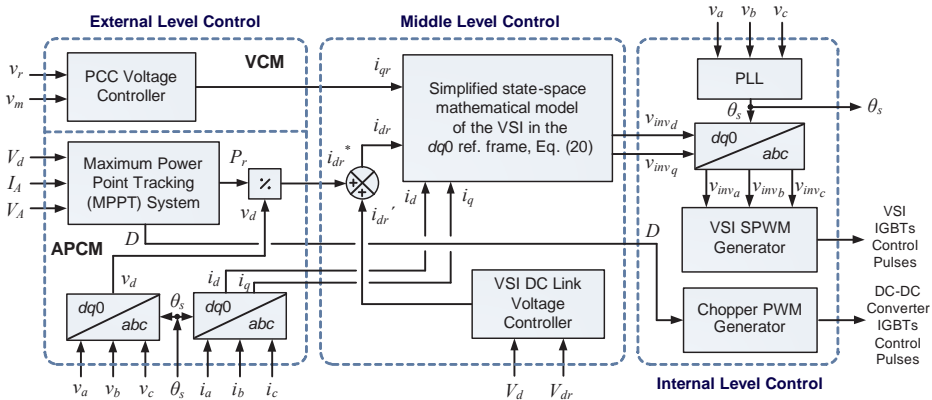 External Level Control
Middle Level Control
v_a
v_b
v_c
VCM
v_r
v_m
PCC Voltage
Controller
i_qr
Simplified state-space
mathematical model
of the VSI in the
dq0 ref. frame, Eq. (20)
PLL
θ_s
θ_s
i_dr
v_inv_d
v_inv_q
dq0
abc
V_d
I_A
V_A
Maximum Power
Point Tracking
(MPPT) System
P_r
÷
v_d
i_dr*
+
+
i_dr′
i_d
i_q
v_inv_a
v_inv_b
v_inv_c
VSI SPWM
Generator
VSI
IGBTs
Control
Pulses
APCM
D
D
v_d
i_d
i_q
dq0
abc
θ_s
dq0
abc
VSI DC Link
Voltage
Controller
Chopper PWM
Generator
DC-DC
Converter
IGBTs
Control
Pulses
v_a
v_b
v_c
θ_s
i_a
i_b
i_c
V_d
V_dr
Internal Level Control